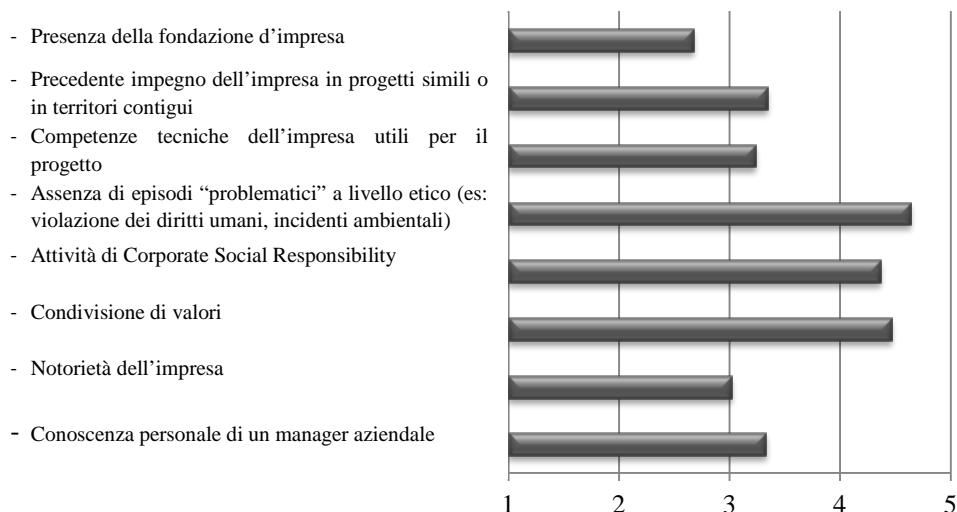 - Presenza della fondazione d’impresa
- Precedente impegno dell’impresa in progetti simili o
in territori contigui
- Competenze tecniche dell’impresa utili per il
progetto
- Assenza di episodi “problematici” a livello etico (es:
violazione dei diritti umani, incidenti ambientali)
- Attività di Corporate Social Responsibility
- Condivisione di valori
- Notorietà dell’impresa
- Conoscenza personale di un manager aziendale
1 2 3 4 5